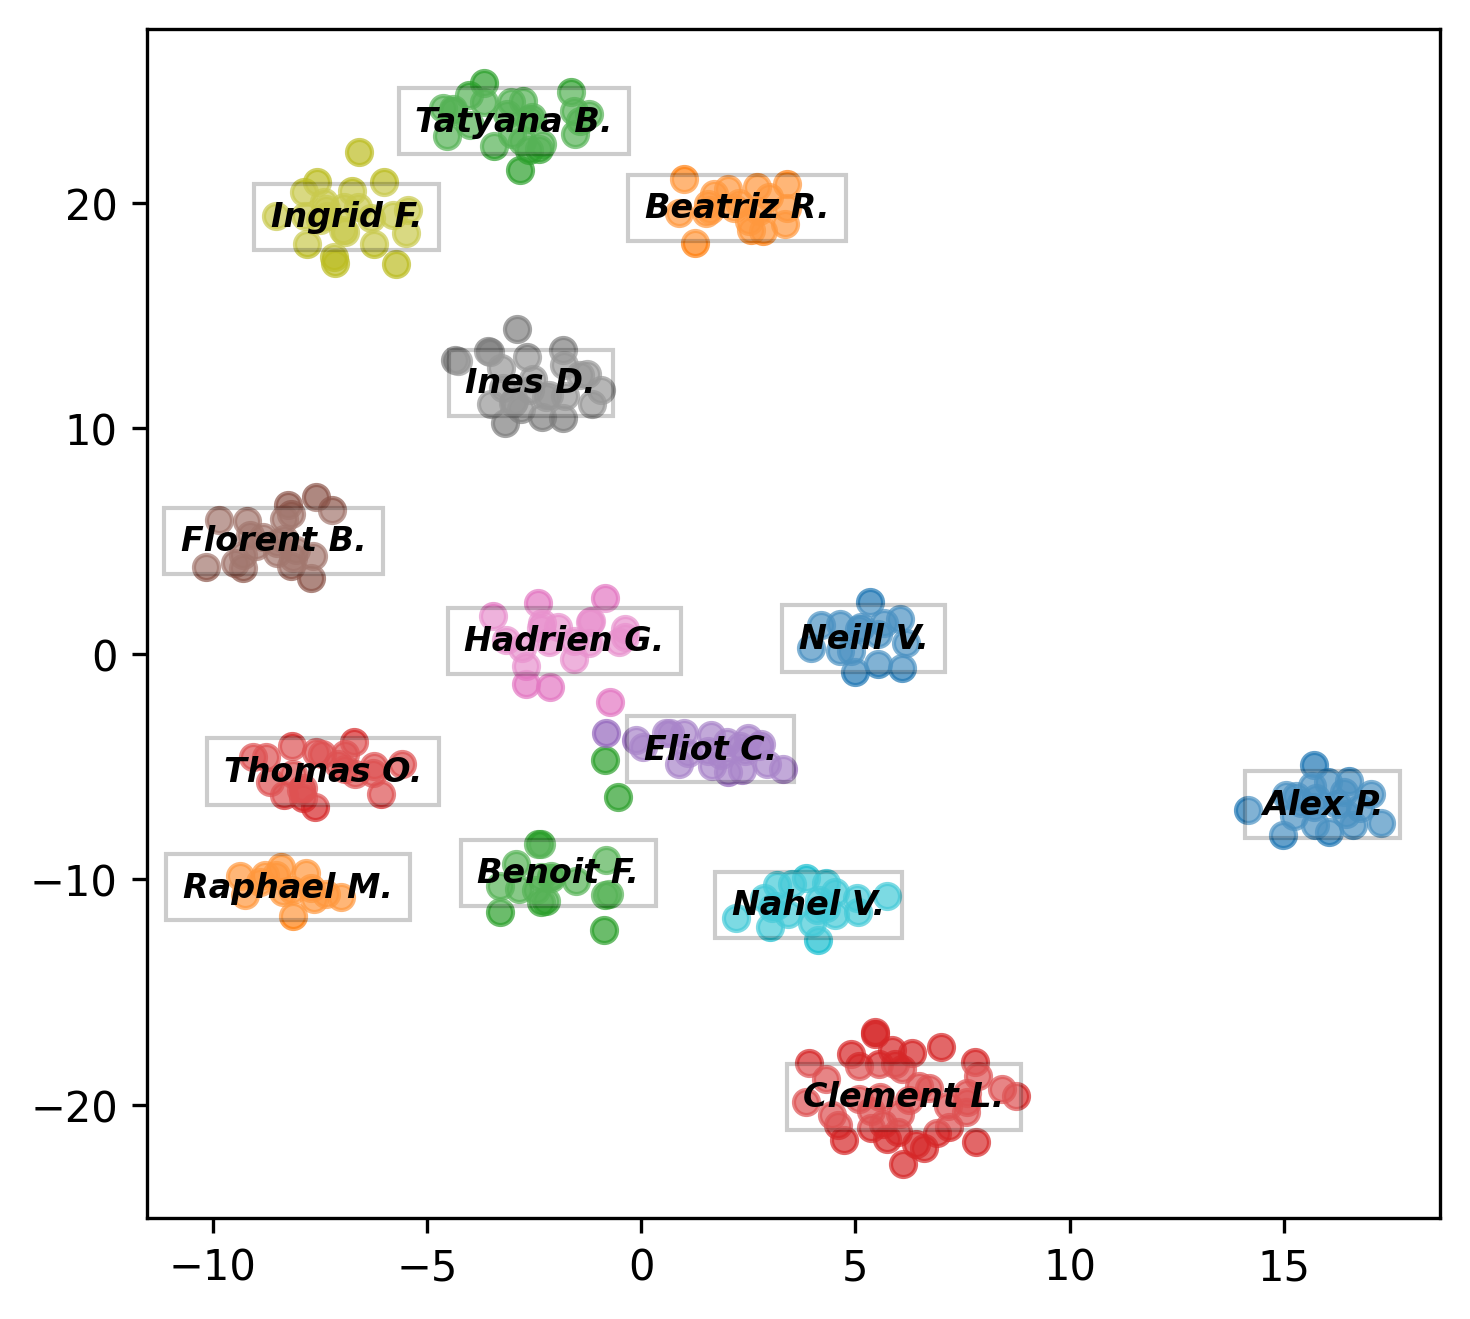 Tatyana B.
Beatriz R.
Ingrid F.
20
Ines D.
10
Florent B.
Hadrien G.
Neill V.
0
Thomas O.
Eliot C.
Alex P.
Raphael M.
Benoit F.
Nahel V.
−10
Clement L.
−20
−10 −5 0 5 10 15